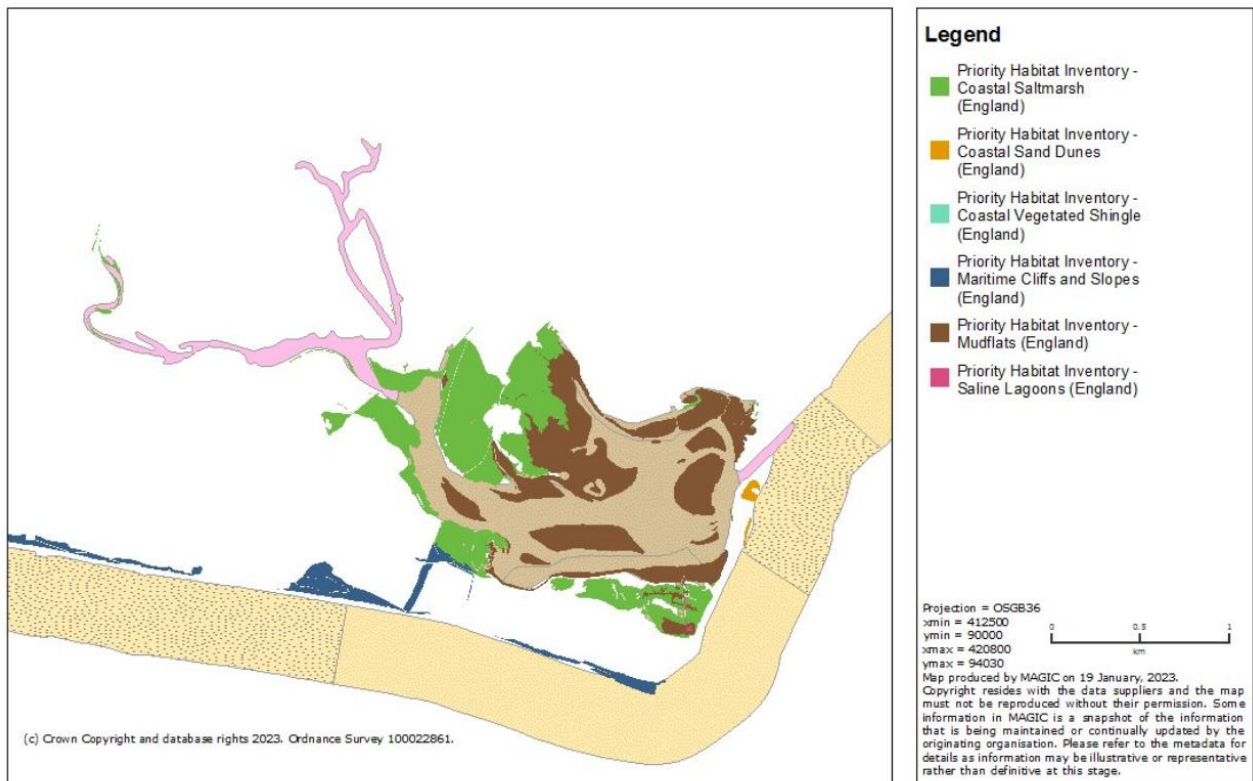 (c) Crown Copyright and database rights 2023. Ordnance Survey 100022861.
Legend
Priority Habitat Inventory -
Coastal Saltmarsh
(England)
Priority Habitat Inventory -
Coastal Sand Dunes
(England)
Priority Habitat Inventory -
Coastal Vegetated Shingle
(England)
Priority Habitat Inventory -
Maritime Cliffs and Slopes
(England)
Priority Habitat Inventory -
Mudflats (England)
Priority Habitat Inventory -
Saline Lagoons (England)
Projection = OSGB36
xmin = 412500
ymin = 90000
xmax = 420800
ymax = 94030
0 0.5 1
km
Map produced by MAGIC on 19 January, 2023.
Copyright resides with the data suppliers and the map
must not be reproduced without their permission. Some
information in MAGIC is a snapshot of the information
that is being maintained or continually updated by the
originating organisation. Please refer to the metadata for
details as information may be illustrative or representative
rather than definitive at this stage.